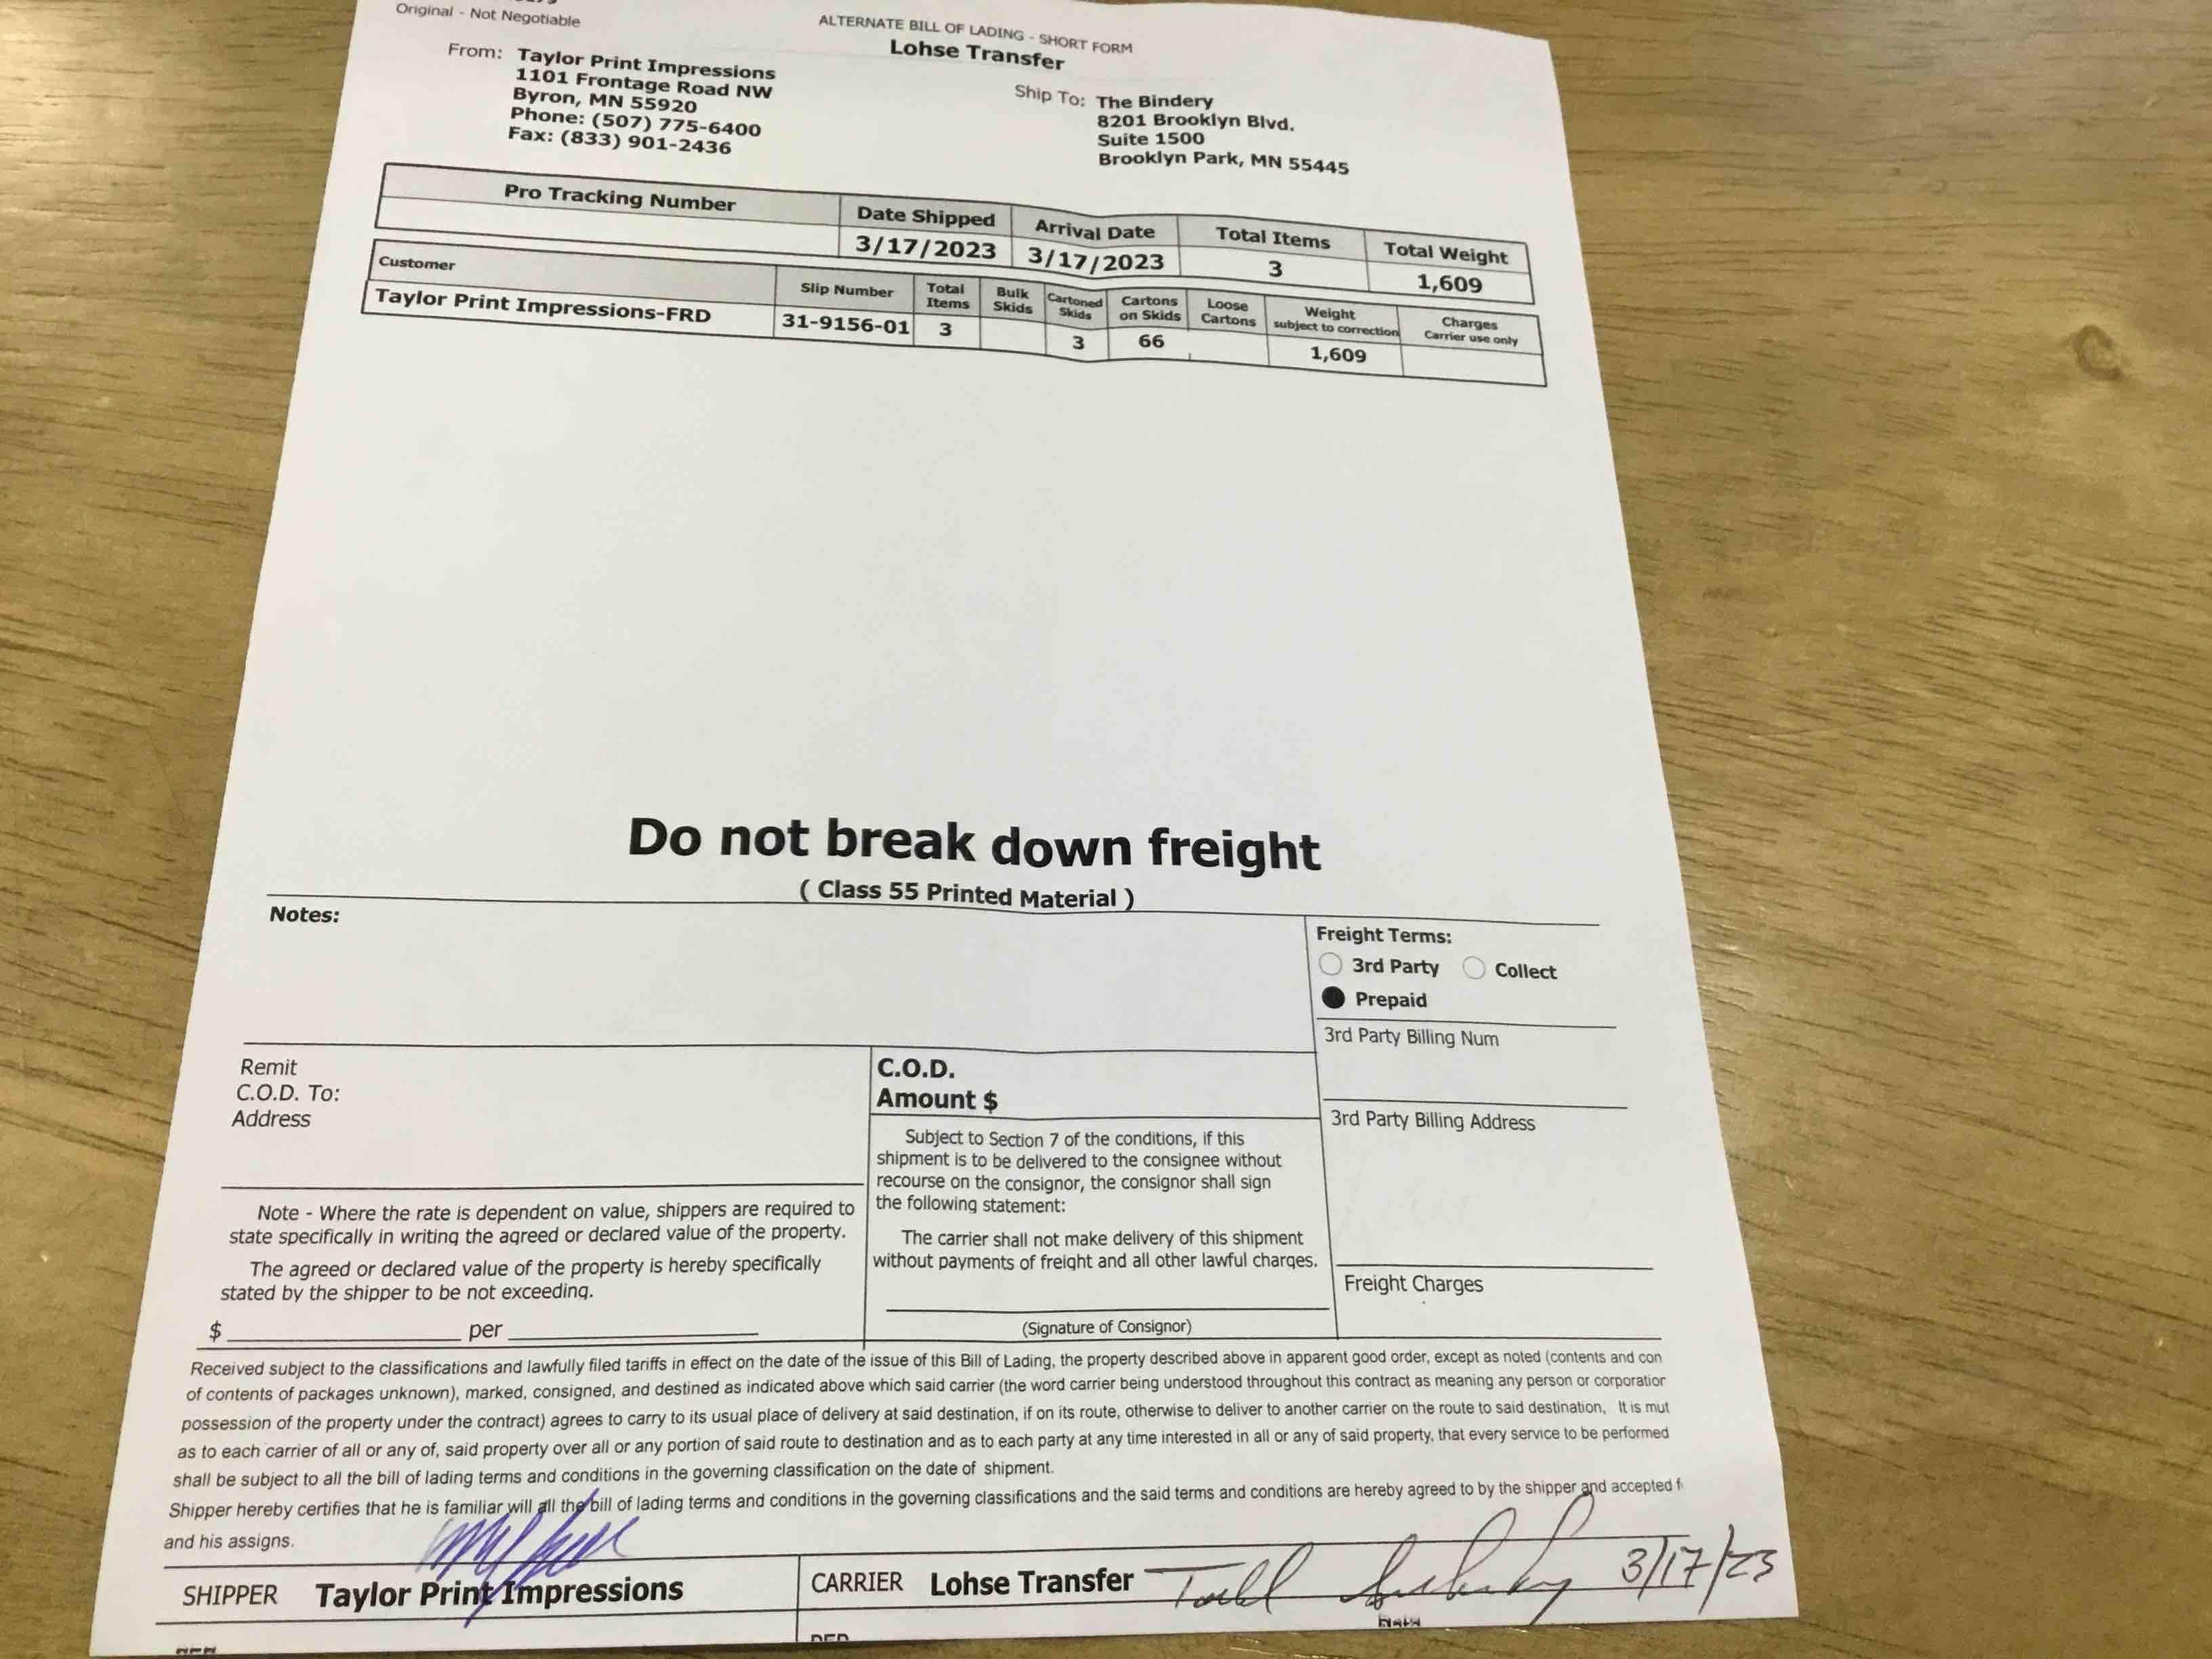 Original - Not Negotiable
ALTERNATE BILL OF LADING - SHORT FORM
Lohse Transfer
From: Taylor Print Impressions
1101 Frontage Road NW
Byron, MN 55920
Phone: (507) 775-6400
Fax: (833) 901-2436
Ship To: The Bindery
8201 Brooklyn Blvd.
Suite 1500
Brooklyn Park, MN 55445
Pro Tracking Number Date Shipped Arrival Date Total Items Total Weight
3/17/2023 3/17/2023 3 1,609
Customer Slip Number Total Items Bulk Skids Cartoned Skids Cartons on Skids Loose Cartons Weight subject to correction Charges Carrier use only
Taylor Print Impressions-FRD 31-9156-01 3 3 66 1,609
Do not break down freight
( Class 55 Printed Material )
Notes:
Freight Terms:
3rd Party Collect
Prepaid
3rd Party Billing Num
3rd Party Billing Address
Freight Charges
Remit
C.O.D. To:
Address
C.O.D.
Amount $
Subject to Section 7 of the conditions, if this
shipment is to be delivered to the consignee without
recourse on the consignor, the consignor shall sign
the following statement:
The carrier shall not make delivery of this shipment
without payments of freight and all other lawful charges.
(Signature of Consignor)
Note - Where the rate is dependent on value, shippers are required to
state specifically in writing the agreed or declared value of the property.
The agreed or declared value of the property is hereby specifically
stated by the shipper to be not exceeding.
$ per
Received subject to the classifications and lawfully filed tariffs in effect on the date of the issue of this Bill of Lading, the property described above in apparent good order, except as noted (contents and con
of contents of packages unknown), marked, consigned, and destined as indicated above which said carrier (the word carrier being understood throughout this contract as meaning any person or corporatior
possession of the property under the contract) agrees to carry to its usual place of delivery at said destination, if on its route, otherwise to deliver to another carrier on the route to said destination, It is mut
as to each carrier of all or any of, said property over all or any portion of said route to destination and as to each party at any time interested in all or any of said property, that every service to be performed
shall be subject to all the bill of lading terms and conditions in the governing classification on the date of shipment.
Shipper hereby certifies that he is familiar will all the bill of lading terms and conditions in the governing classifications and the said terms and conditions are hereby agreed to by the shipper and accepted f
and his assigns.
SHIPPER Taylor Print Impressions
CARRIER Lohse Transfer Todd 3/17/23